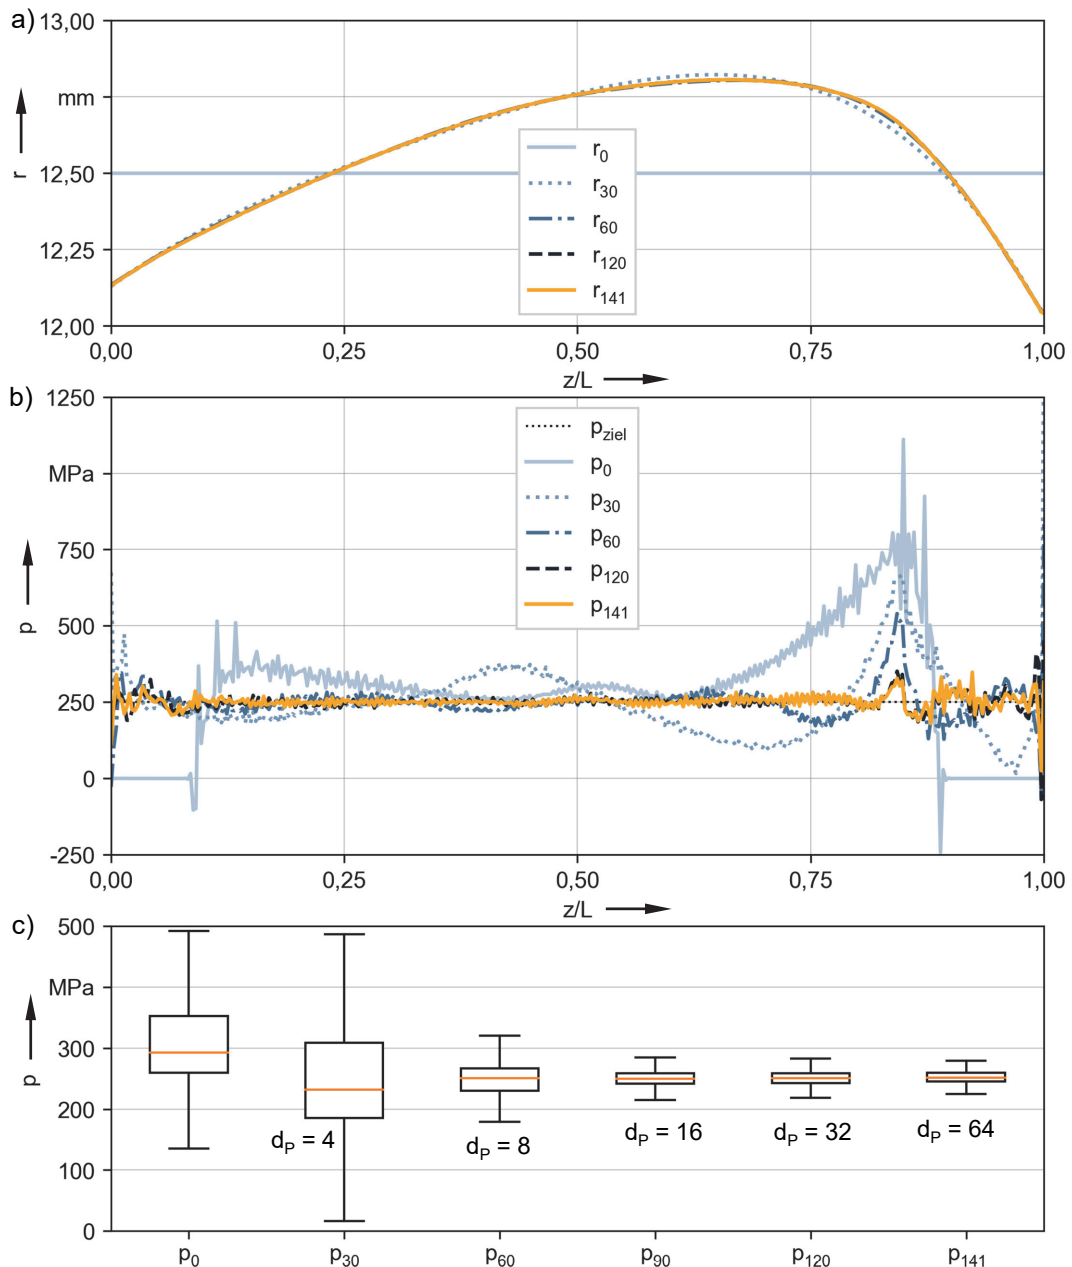 a)
13,00
mm
12,50
12,25
12,00
r
r0
r30
r60
r120
r141
0,00 0,25 0,50 0,75 1,00
z/L
b)
1250
MPa
750
500
250
0
-250
p
pziel
p0
p30
p60
p120
p141
0,00 0,25 0,50 0,75 1,00
z/L
c)
500
MPa
300
200
100
0
p
dP = 4
dP = 8
dP = 16
dP = 32
dP = 64
p0 p30 p60 p90 p120 p141